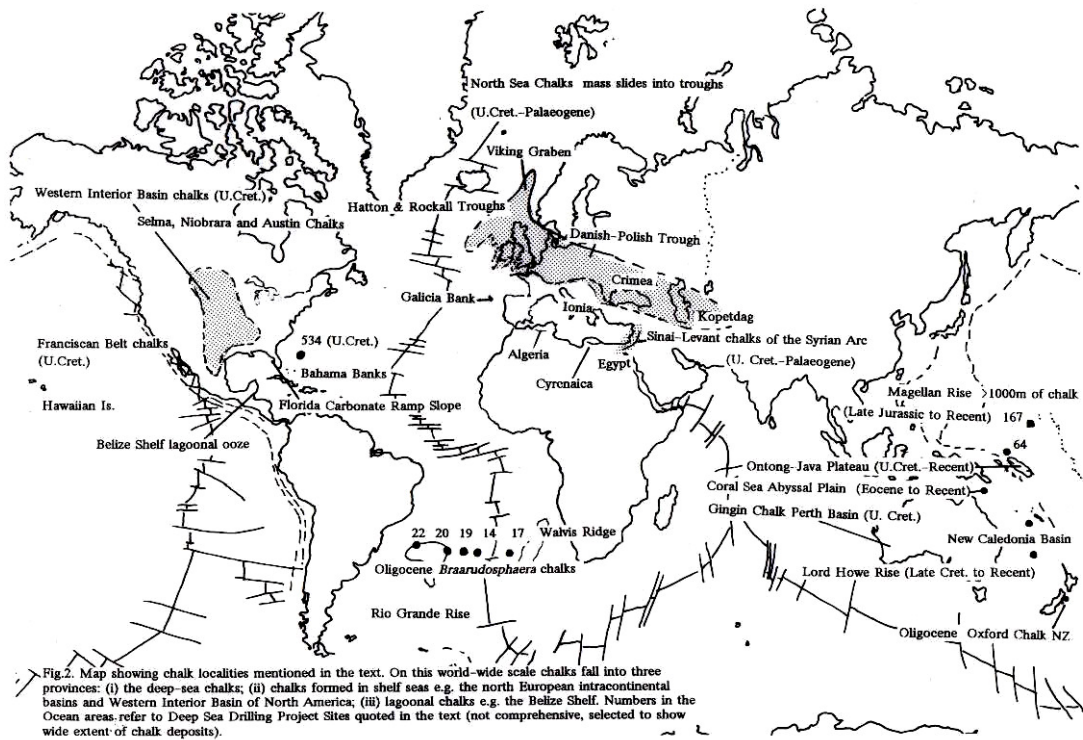 North Sea Chalks mass slides into troughs
(U.Cret.-Palaeogene)
Viking Graben
Western Interior Basin chalks (U.Cret.)
Hatton & Rockall Troughs
Selma, Niobrara and Austin Chalks
Danish-Polish Trough
Crimea
Galicia Bank
Ionia
Kopetdag
Franciscan Belt chalks
(U.Cret.)
534 (U.Cret.)
Algeria
Sinai-Levant chalks of the Syrian Arc
Egypt
(U. Cret.-Palaeogene)
Bahama Banks
Cyrenaica
Magellan Rise >1000m of chalk
Hawaiian Is.
Florida Carbonate Ramp Slope
(Late Jurassic to Recent) 167
Belize Shelf lagoonal ooze
64
Ontong-Java Plateau (U.Cret.-Recent)
Coral Sea Abyssal Plain (Eocene to Recent)
Gingin Chalk Perth Basin (U. Cret.)
22 20 19 14 17
Walvis Ridge
New Caledonia Basin
Oligocene Braarudosphaera chalks
Lord Howe Rise (Late Cret. to Recent)
Rio Grande Rise
Oligocene Oxford Chalk NZ
Fig.2. Map showing chalk localities mentioned in the text. On this world-wide scale chalks fall into three
provinces: (i) the deep-sea chalks; (ii) chalks formed in shelf seas e.g. the north European intracontinental
basins and Western Interior Basin of North America; (iii) lagoonal chalks e.g. the Belize Shelf. Numbers in the
Ocean areas refer to Deep Sea Drilling Project Sites quoted in the text (not comprehensive, selected to show
wide extent of chalk deposits).